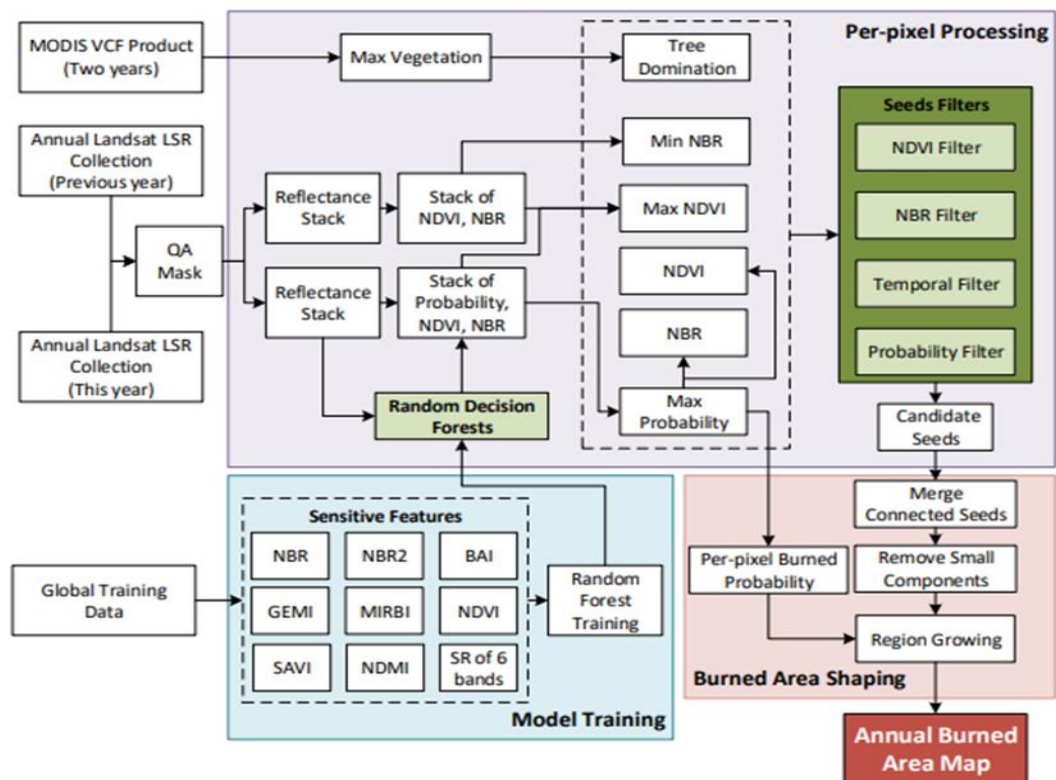 Per-pixel Processing
MODIS VCF Product
(Two years)
Max Vegetation
Tree
Domination
Seeds Filters
NDVI Filter
NBR Filter
Temporal Filter
Probability Filter
Annual Landsat LSR
Collection
(Previous year)
Min NBR
Reflectance
Stack
Stack of
NDVI, NBR
Max NDVI
QA
Mask
NDVI
Reflectance
Stack
Stack of
Probability,
NDVI, NBR
NBR
Annual Landsat LSR
Collection
(This year)
Random Decision
Forests
Max
Probability
Candidate
Seeds
Sensitive Features
NBR
NBR2
BAI
GEMI
MIRBI
NDVI
SAVI
NDMI
SR of 6
bands
Global Training
Data
Random
Forest
Training
Model Training
Merge
Connected Seeds
Per-pixel Burned
Probability
Remove Small
Components
Region Growing
Burned Area Shaping
Annual Burned
Area Map